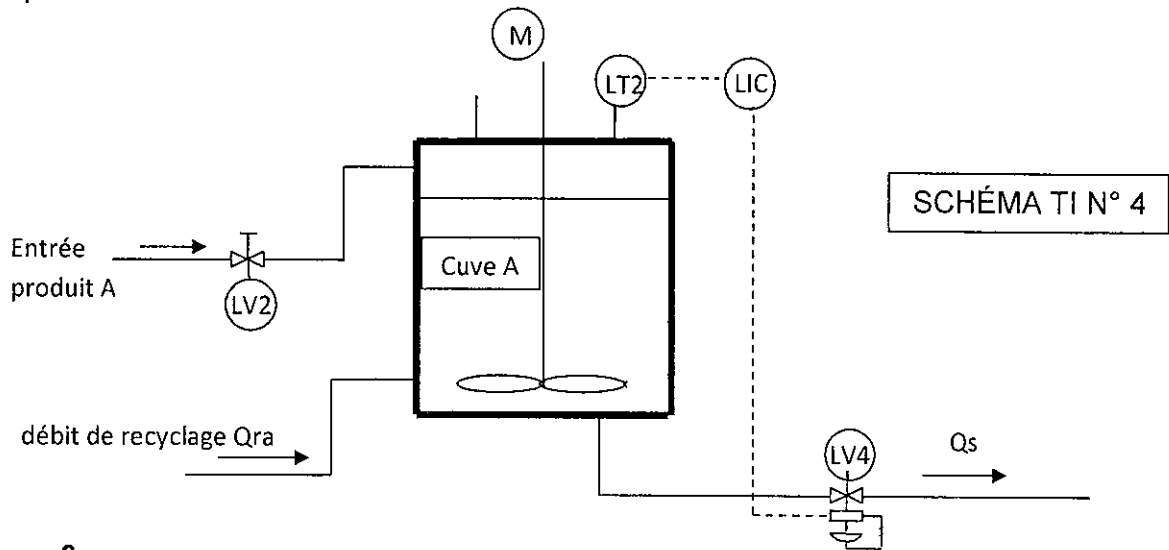 M
LT2
LIC
SCHÉMA TI N° 4
Entrée
produit A
Cuve A
LV2
débit de recyclage Qra
LV4
Qs